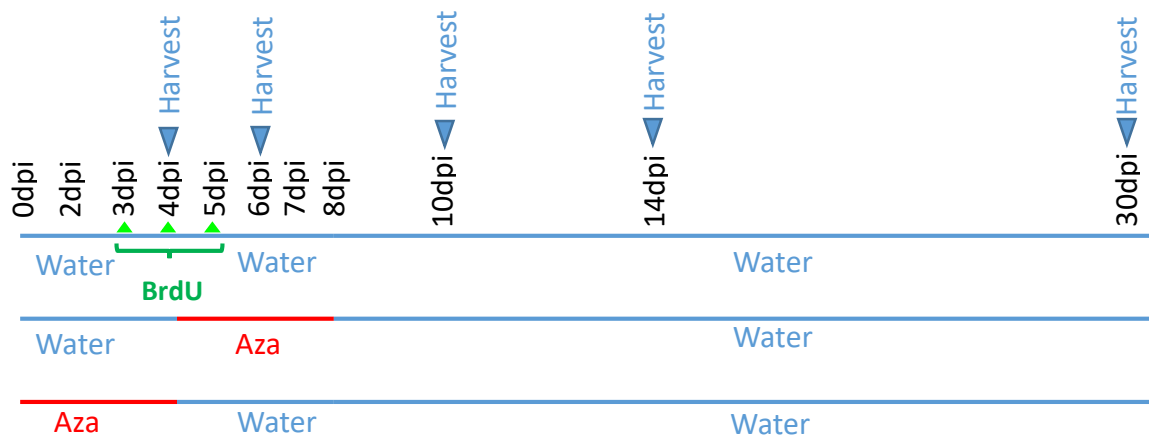 Harvest
Harvest
Harvest
Harvest
Harvest
0dpi
2dpi
3dpi
4dpi
5dpi
6dpi
7dpi
8dpi
10dpi
14dpi
30dpi
Water
Water
Water
BrdU
Water
Aza
Water
Aza
Water
Water